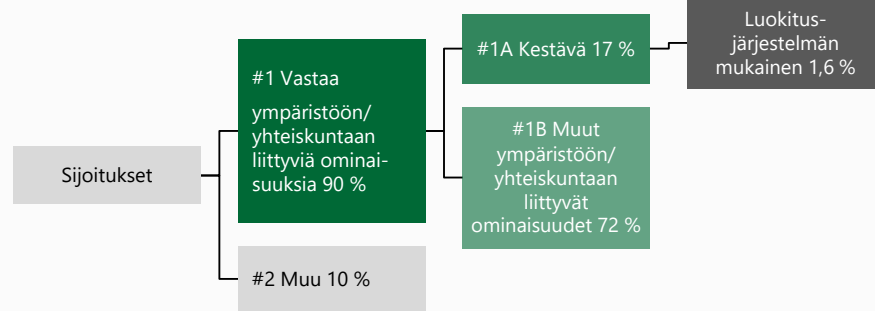 Sijoitukset
#1 Vastaa
ympäristöön/
yhteiskuntaan
liittyviä ominai-
suuksia 90 %
#2 Muu 10 %
#1A Kestävä 17 %
#1B Muut
ympäristöön/
yhteiskuntaan
liittyvät
ominaisuudet 72 %
Luokitus-
järjestelmän
mukainen 1,6 %